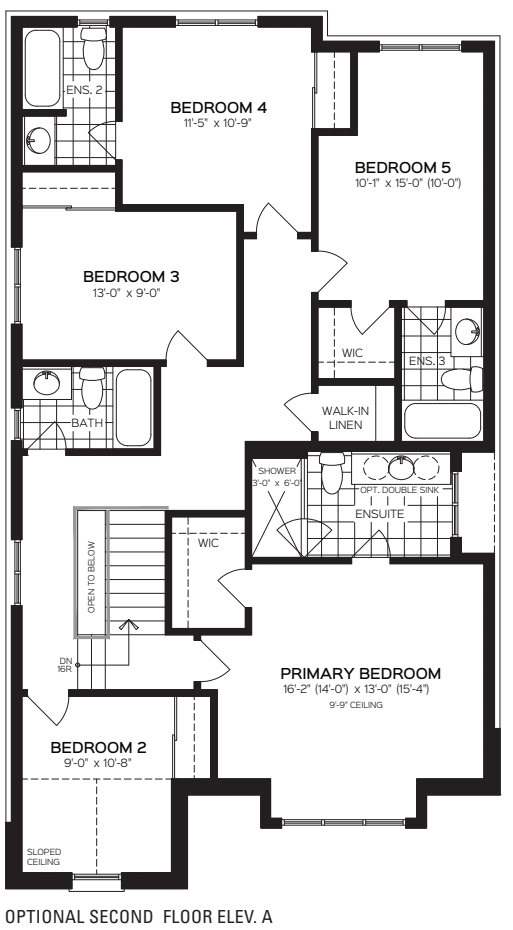 ENS. 2
BEDROOM 4
11'-5" x 10'-9"
BEDROOM 5
10'-1" x 15'-0" (10'-0)
BEDROOM 3
13'-0" x 9'-0"
WIC
ENS. 3
BATH
WALK-IN
LINEN
SHOWER
3'-0" x 6'-0"
OPT. DOUBLE SINK
ENSUITE
WIC
OPEN TO BELOW
DN
16R
PRIMARY BEDROOM
16'-2" (14'-0) x 13'-0" (15'-4")
9'-9" CEILING
BEDROOM 2
9'-0" x 10'-8"
SLOPED
CEILING
OPTIONAL SECOND FLOOR ELEV. A